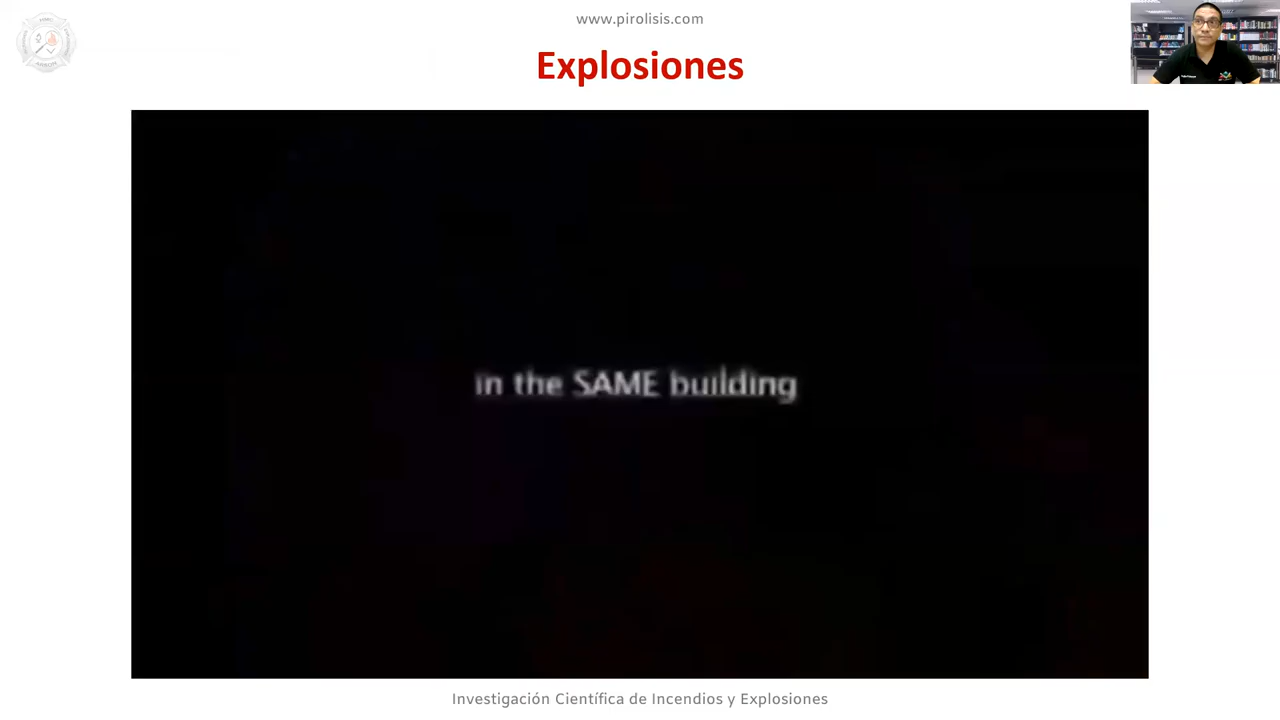 www.pirolisis.com
Explosiones
in the SAME building
Investigación Científica de Incendios y Explosiones